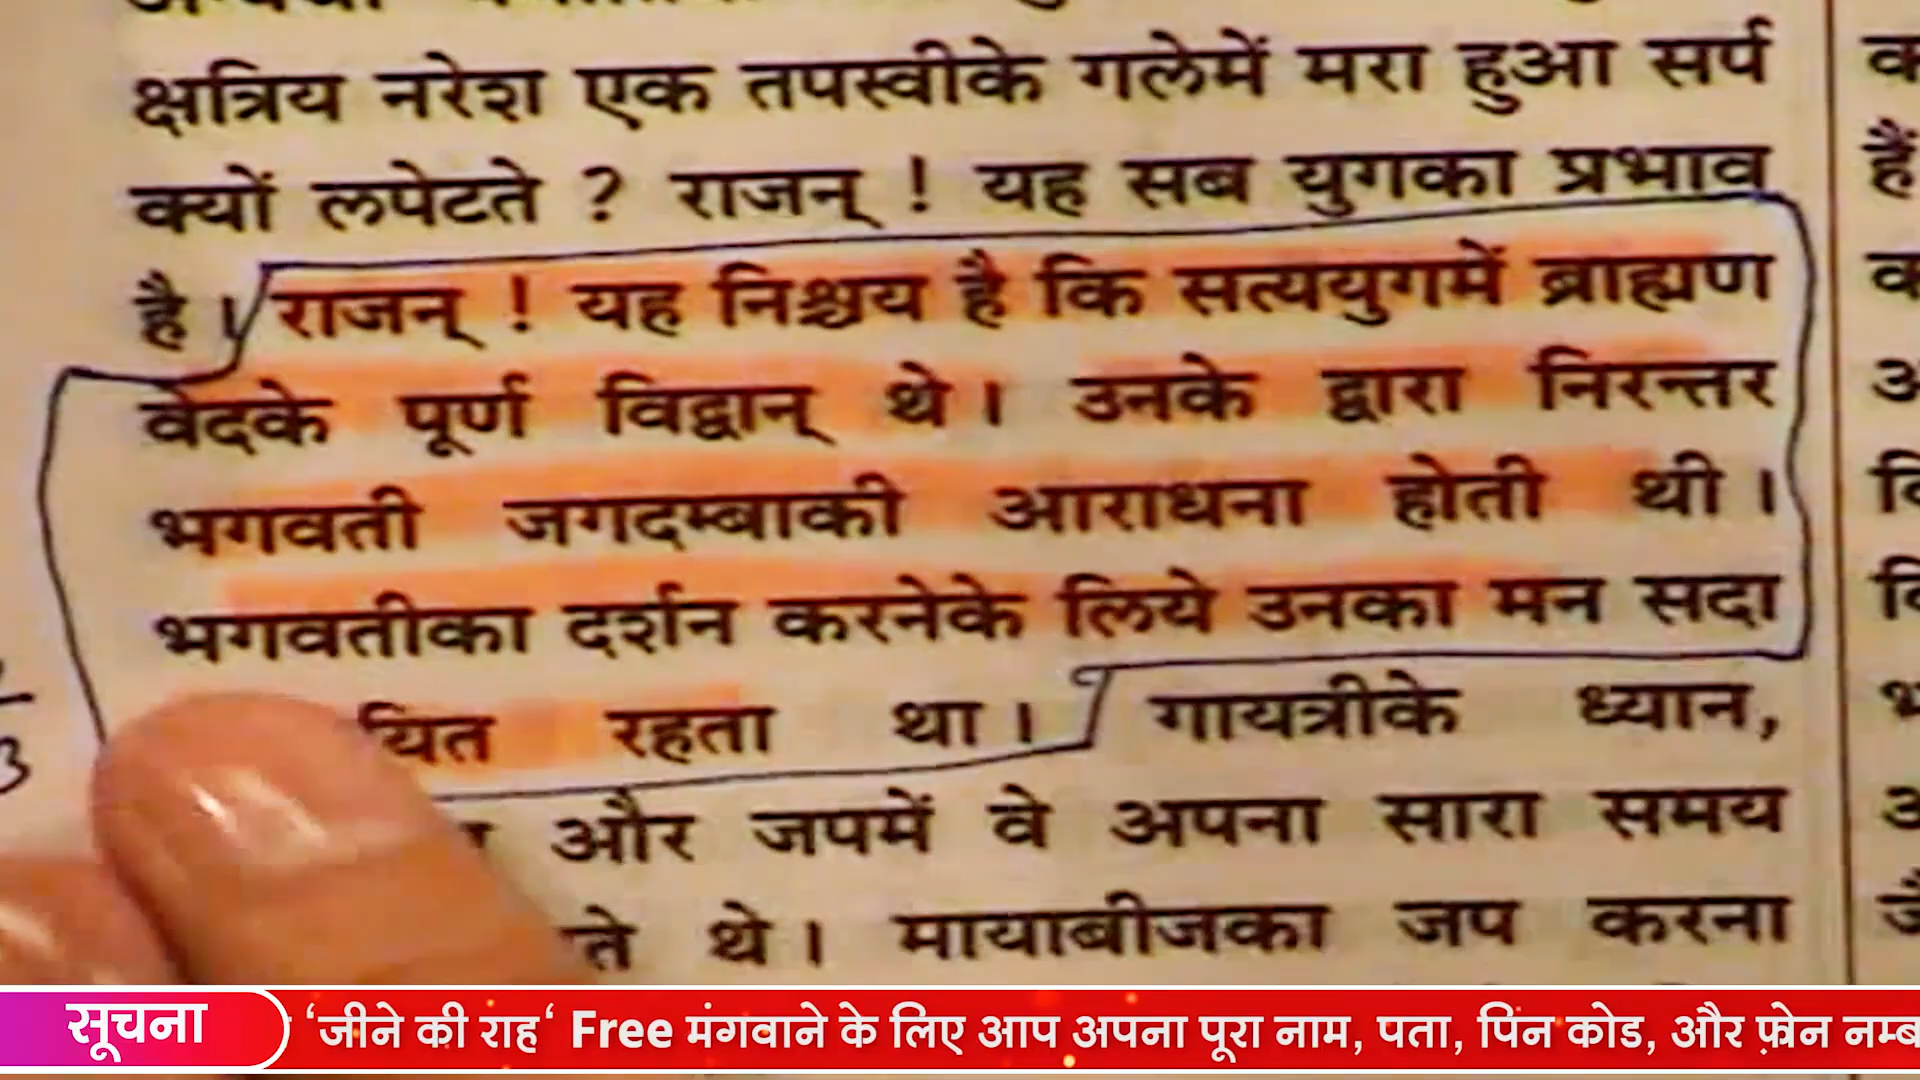 क्षत्रिय नरेश एक तपस्वीके गलेमें मरा हुआ सर्प
क्यों लपेटते ? राजन् ! यह सब युगका प्रभाव
है । राजन् ! यह निश्चय है कि सत्ययुगमें ब्राह्मण
वेदके पूर्ण विद्वान् थे। उनके द्वारा निरन्तर
भगवती जगदम्बाकी आराधना होती थी।
भगवतीका दर्शन करनेके लिये उनका मन सदा
यित रहता था। गायत्रीके ध्यान,
और जपमें वे अपना सारा समय
ते थे। मायाबीजका जप करना
सूचना
‘जीने की राह‘ Free मंगवाने के लिए आप अपना पूरा नाम, पता, पिन कोड, और फ़ोन नम्ब